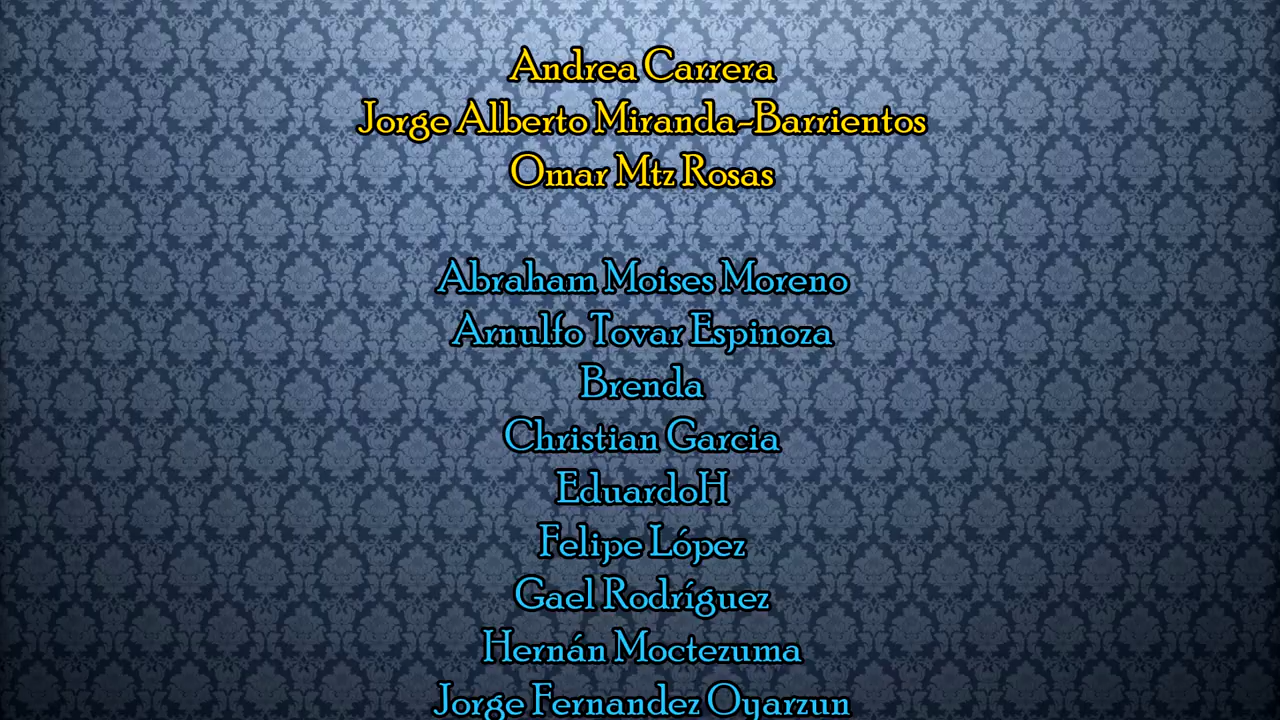 Andrea Carrera
Jorge Alberto Miranda-Barrientos
Omar Mtz Rosas
Abraham Moises Moreno
Arnulfo Tovar Espinoza
Brenda
Christian Garcia
EduardoH
Felipe López
Gael Rodríguez
Hernán Moctezuma
Jorge Fernandez Oyarzun